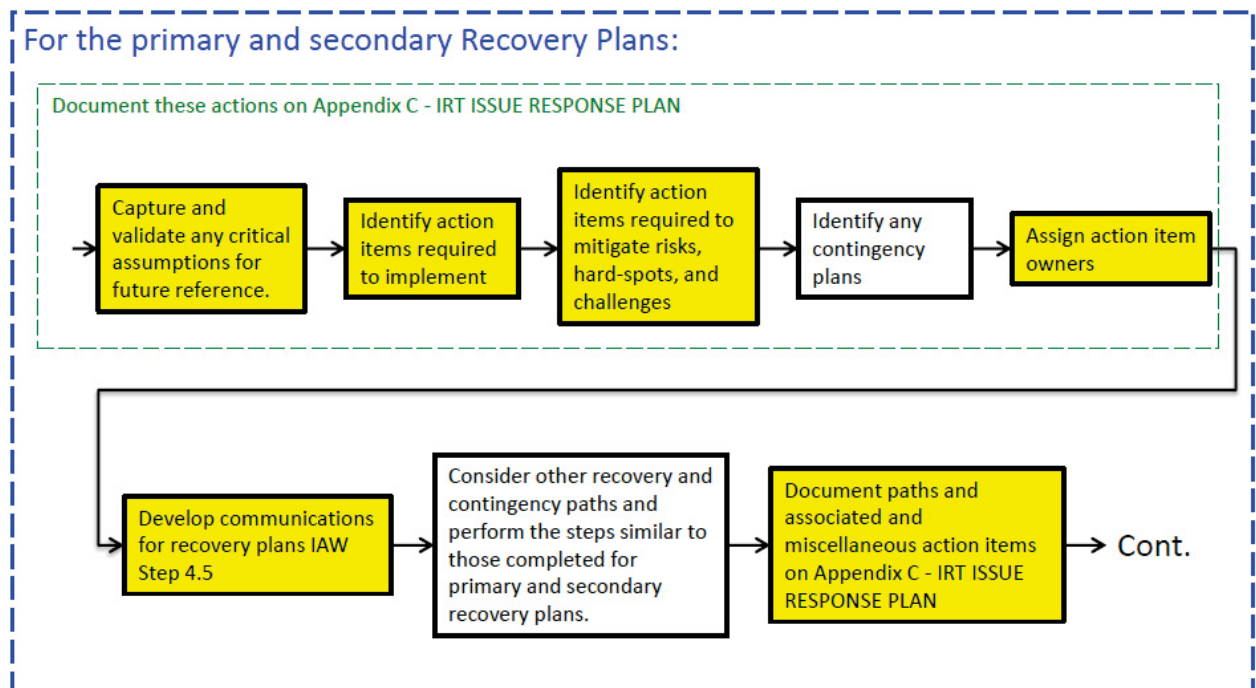 For the primary and secondary Recovery Plans:
Document these actions on Appendix C - IRT ISSUE RESPONSE PLAN
Capture and
validate any critical
assumptions for
future reference.
Identify action
items required
to implement
Identify action
items required to
mitigate risks,
hard-spots, and
challenges
Identify any
contingency
plans
Assign action item
owners
Develop communications
for recovery plans IAW
Step 4.5
Consider other recovery and
contingency paths and
perform the steps similar to
those completed for
primary and secondary
recovery plans.
Document paths and
associated and
miscellaneous action items
on Appendix C - IRT ISSUE
RESPONSE PLAN
Cont.